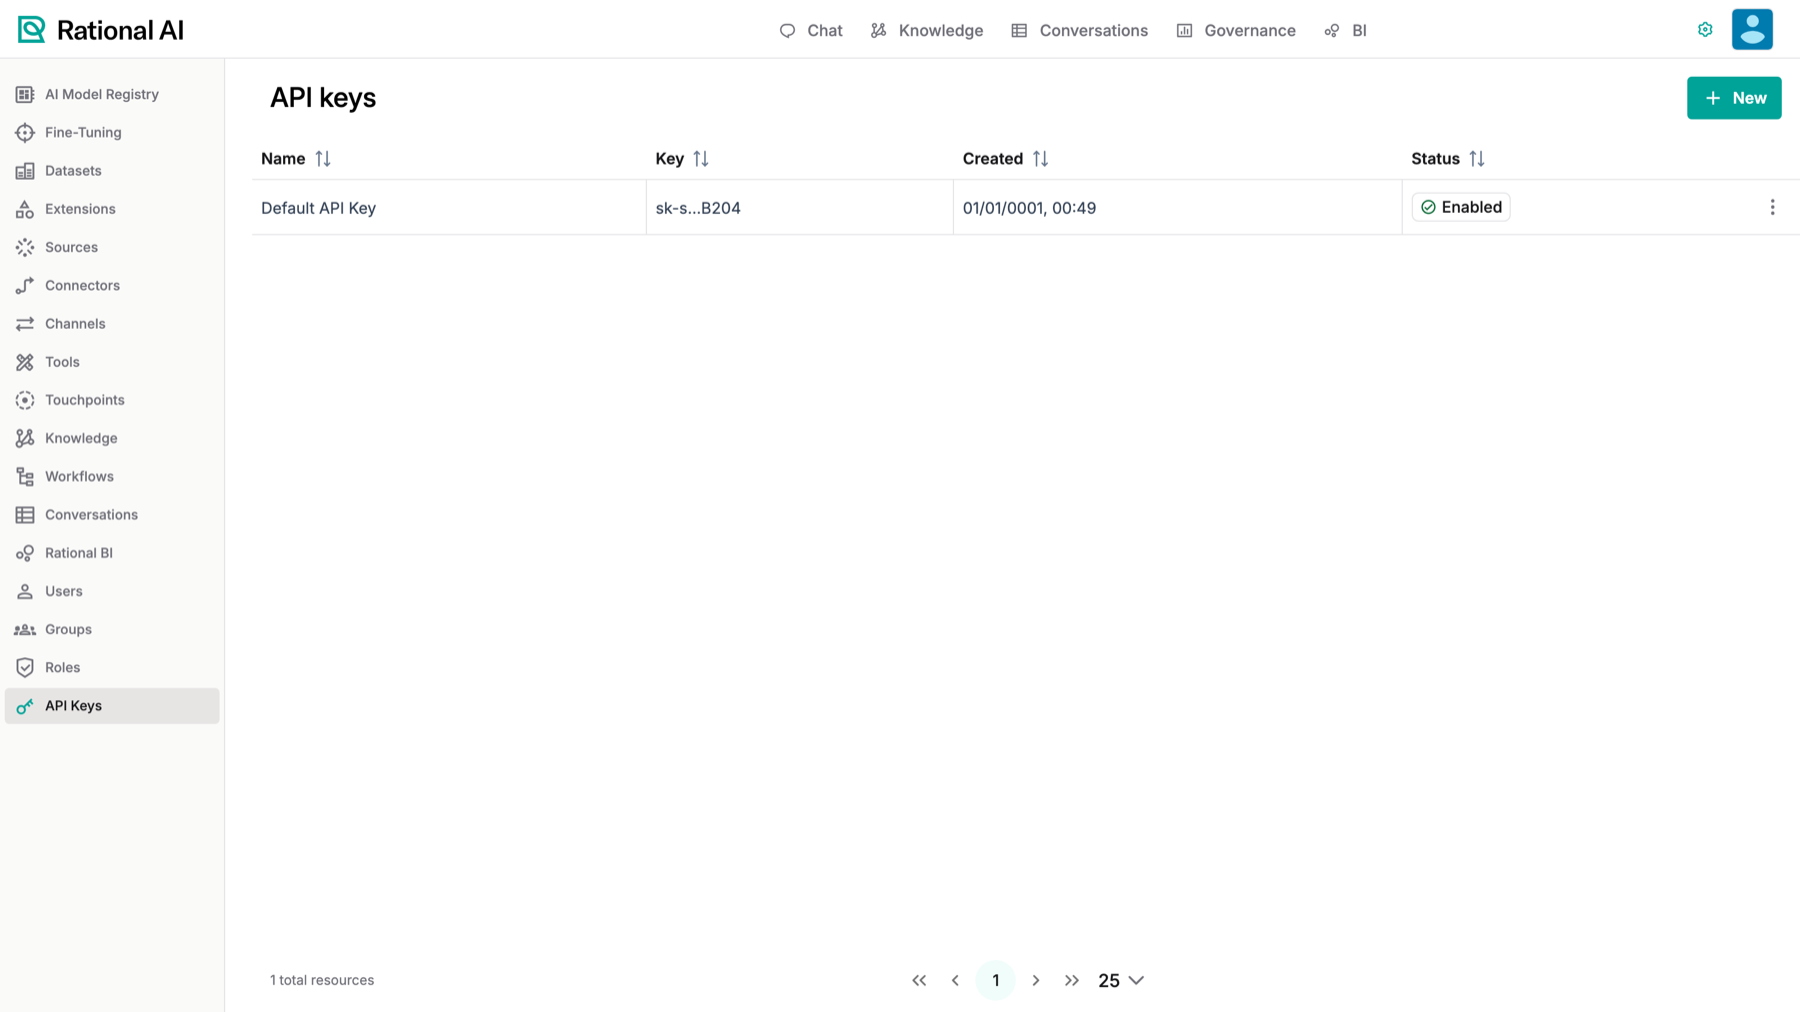 Rational AI
Chat
Knowledge
Conversations
Governance
BI
AI Model Registry
Fine-Tuning
Datasets
Extensions
Sources
Connectors
Channels
Tools
Touchpoints
Knowledge
Workflows
Conversations
Rational BI
Users
Groups
Roles
API Keys
API keys
New
Name Key Created Status
Default API Key sk-s...B204 01/01/0001, 00:49 Enabled
1 total resources
1
25